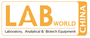 LAB
WORLD
CHINA
Laboratory, Analytical & Biotech Equipment